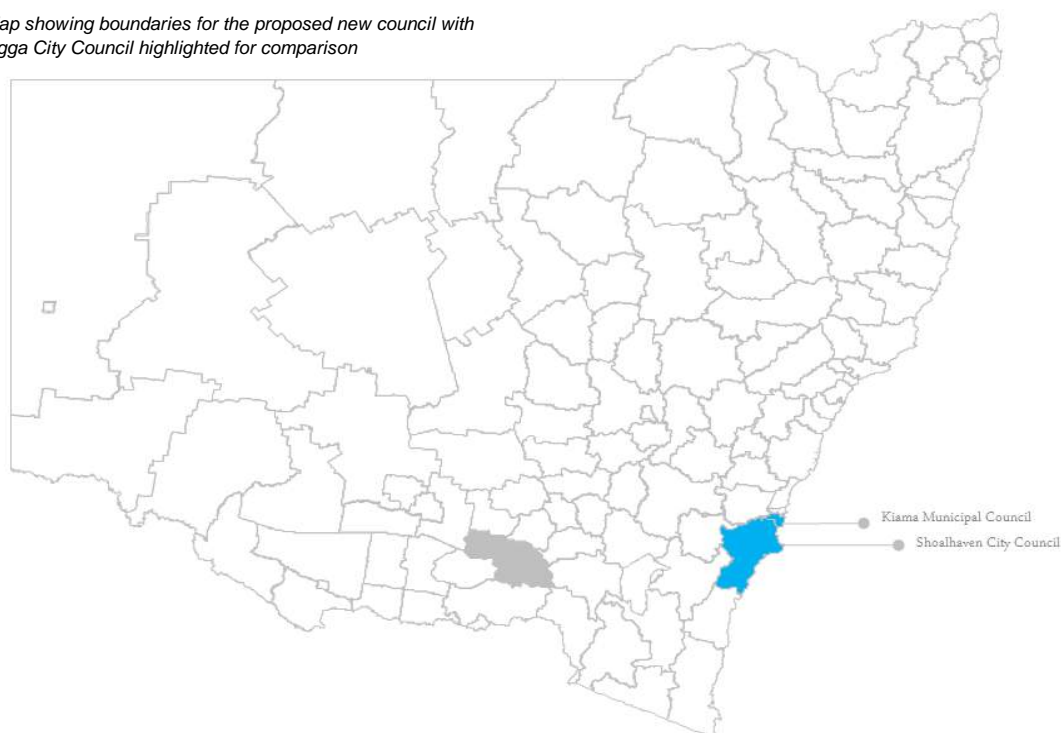 ap showing boundaries for the proposed new council with
gga City Council highlighted for comparison
Kiama Municipal Council
Shoalhaven City Council